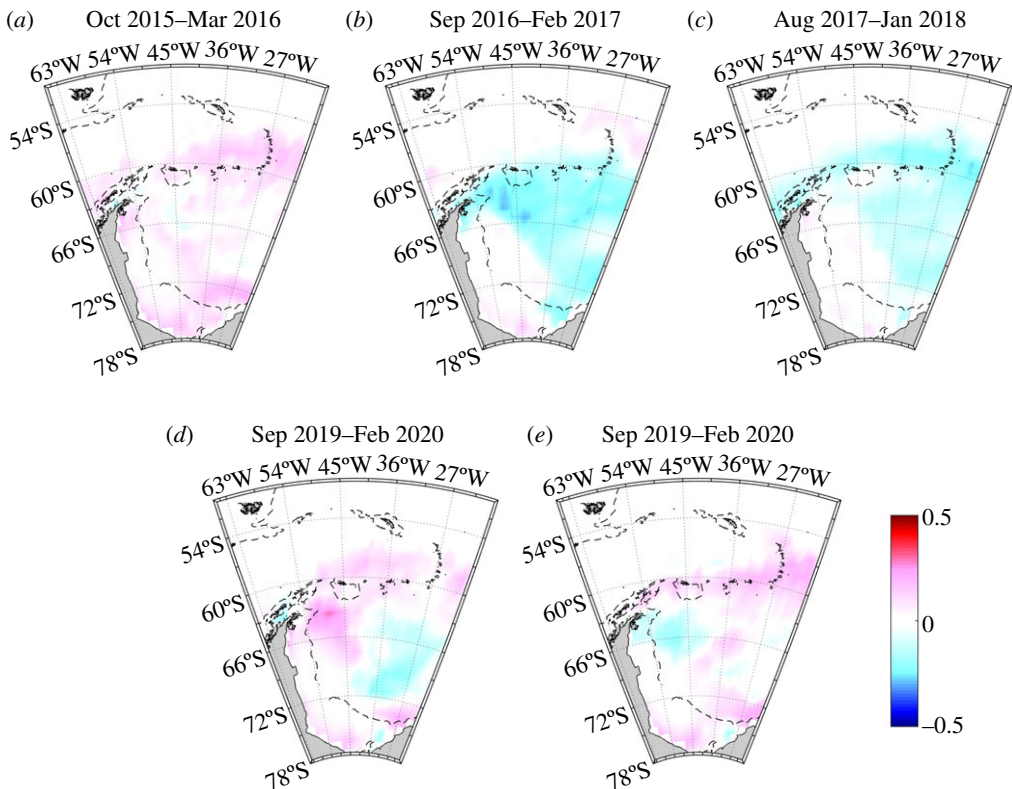 (a) Oct 2015–Mar 2016
63ºW 54ºW 45ºW 36ºW 27ºW
54ºS
60ºS
66ºS
72ºS
78ºS
(b) Sep 2016–Feb 2017
63ºW 54ºW 45ºW 36ºW 27ºW
54ºS
60ºS
66ºS
72ºS
78ºS
(c) Aug 2017–Jan 2018
63ºW 54ºW 45ºW 36ºW 27ºW
54ºS
60ºS
66ºS
72ºS
78ºS
(d) Sep 2019–Feb 2020
63ºW 54ºW 45ºW 36ºW 27ºW
54ºS
60ºS
66ºS
72ºS
78ºS
(e) Sep 2019–Feb 2020
63ºW 54ºW 45ºW 36ºW 27ºW
54ºS
60ºS
66ºS
72ºS
78ºS
0.5
0
–0.5